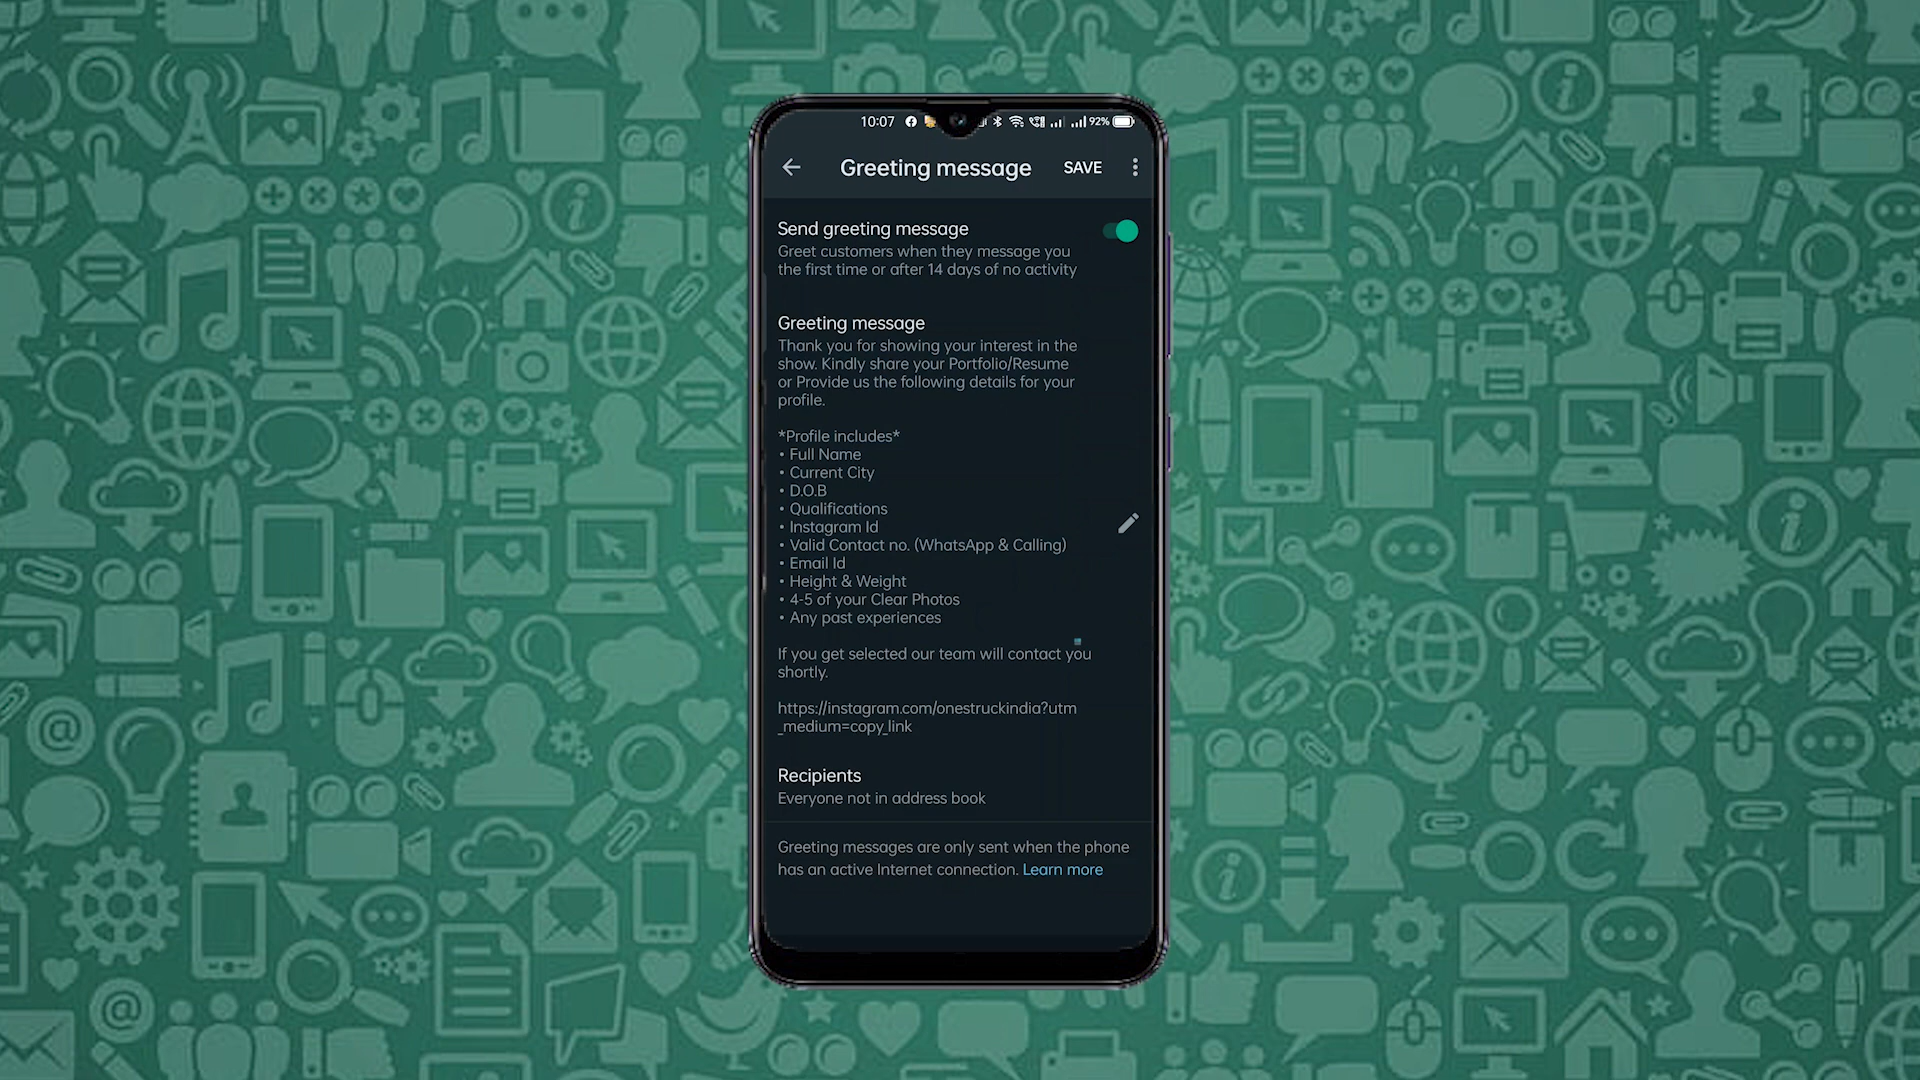 10:07
92%
Greeting message
SAVE
Send greeting message
Greet customers when they message you
the first time or after 14 days of no activity
Greeting message
Thank you for showing your interest in the
show. Kindly share your Portfolio/Resume
or Provide us the following details for your
profile.
*Profile includes*
• Full Name
• Current City
• D.O.B
• Qualifications
• Instagram Id
• Valid Contact no. (WhatsApp & Calling)
• Email Id
• Height & Weight
• 4-5 of your Clear Photos
• Any past experiences
If you get selected our team will contact you
shortly.
https://instagram.com/onestruckindia?utm
_medium=copy_link
Recipients
Everyone not in address book
Greeting messages are only sent when the phone
has an active Internet connection. Learn more